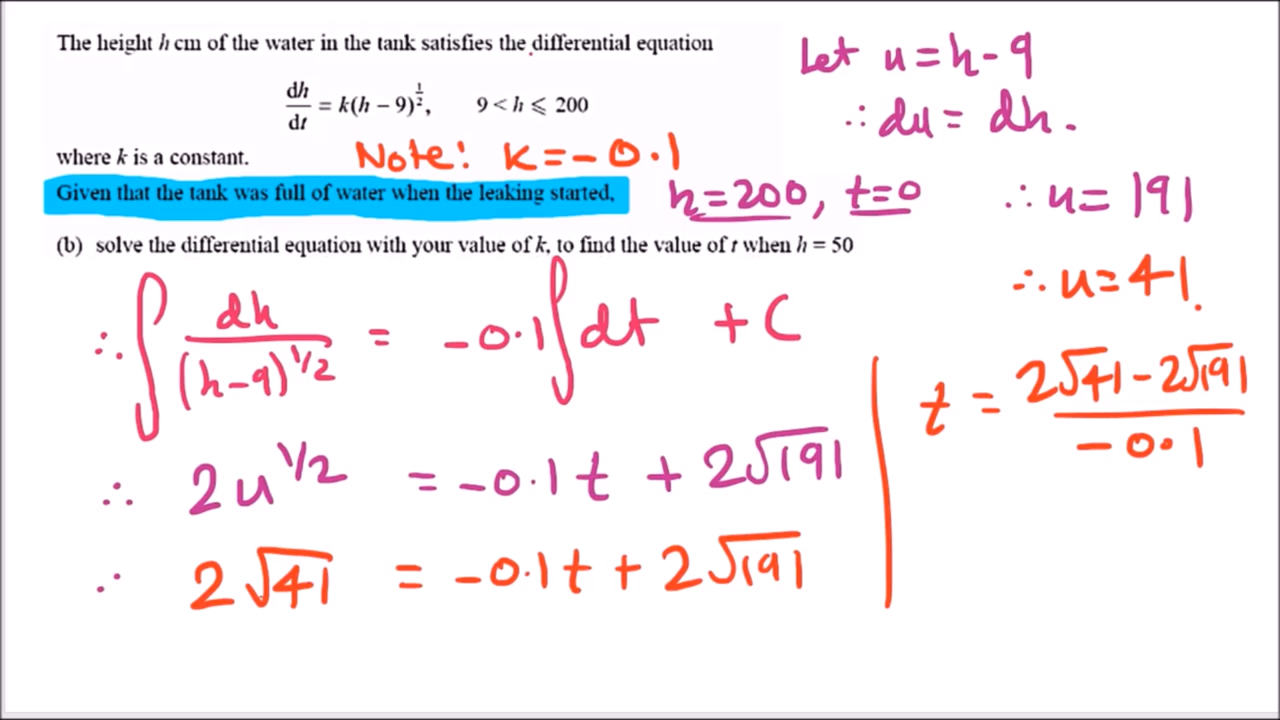 The height h cm of the water in the tank satisfies the differential equation
dh/dt = k(h − 9)^½, 9 < h ⩽ 200
where k is a constant.
Note: K = -0.1
Given that the tank was full of water when the leaking started,
h=200, t=0
(b) solve the differential equation with your value of k, to find the value of t when h = 50
Let u = h - 9
∴ du = dh.
∴ u = 191
∴ u = 41.
∴ ∫ dh/(h-9)^1/2 = -0.1 ∫ dt + C
∴ 2u^1/2 = -0.1t + 2√191
∴ 2√41 = -0.1t + 2√191
t = (2√41 - 2√191)/-0.1